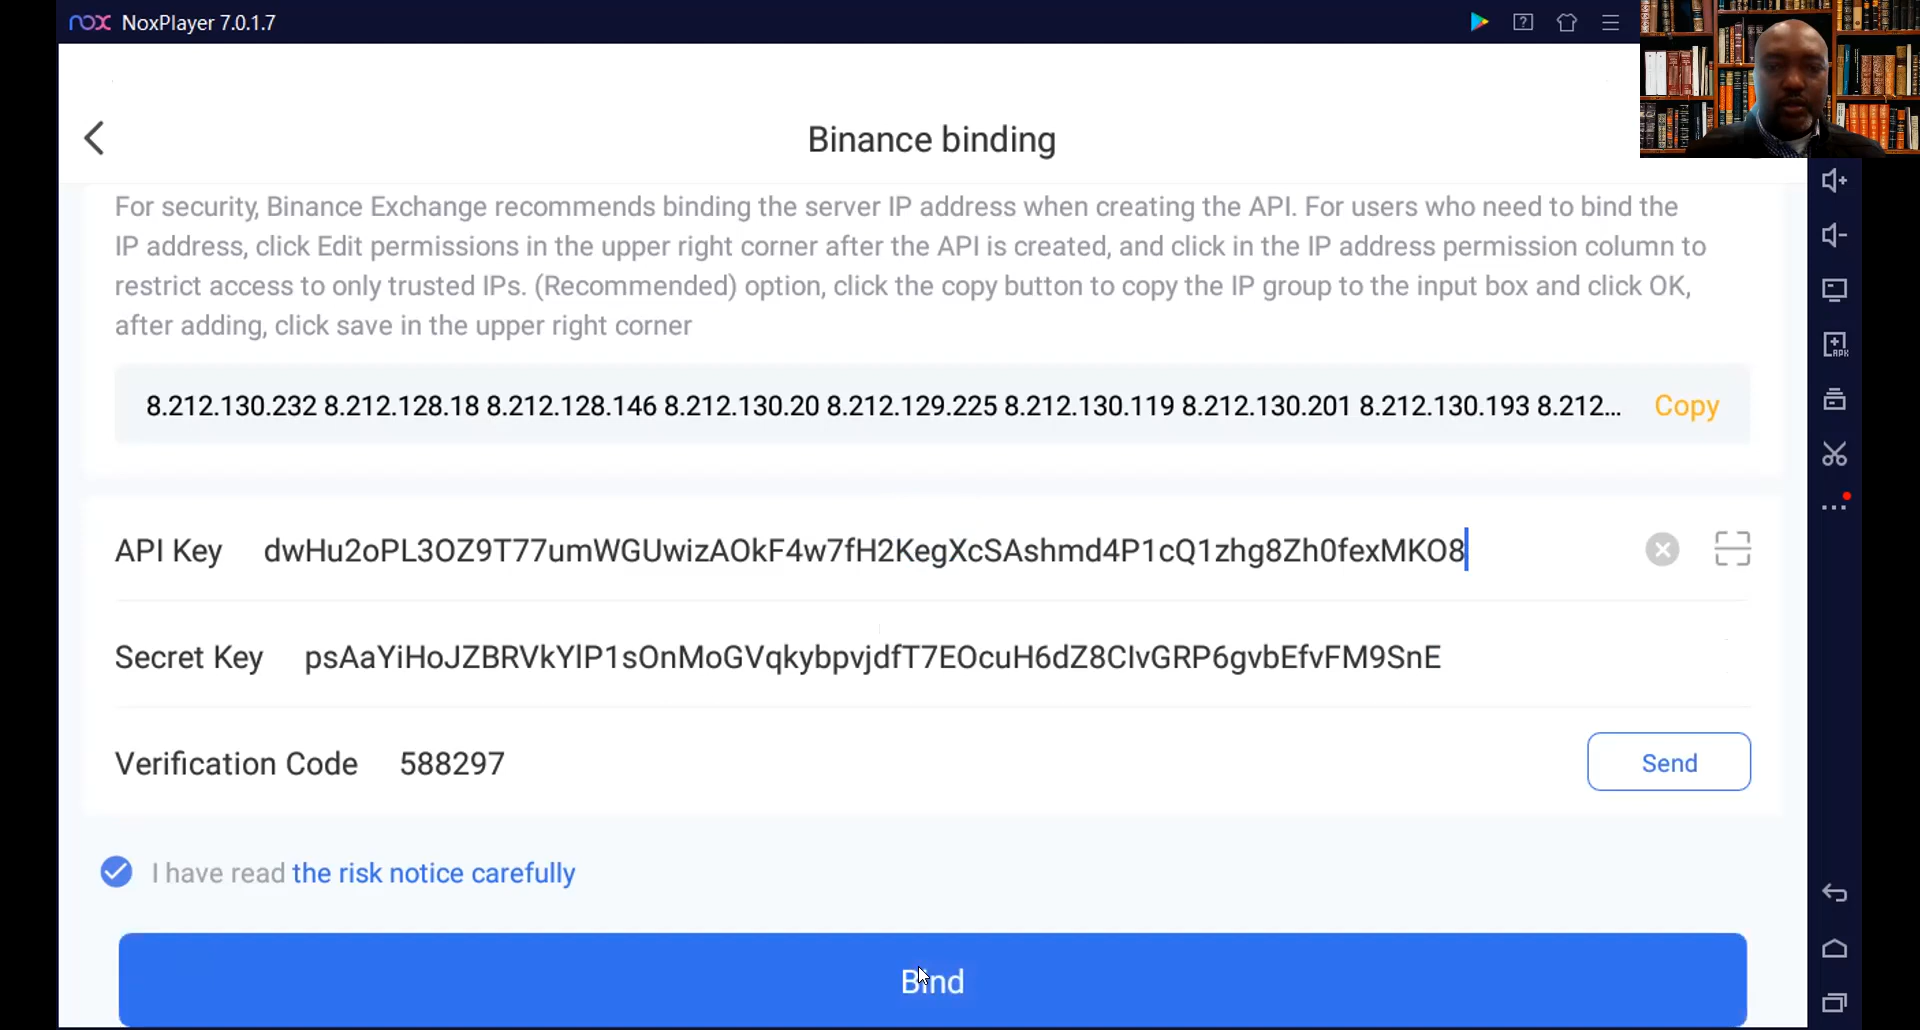 nox NoxPlayer 7.0.1.7
Binance binding
For security, Binance Exchange recommends binding the server IP address when creating the API. For users who need to bind the
IP address, click Edit permissions in the upper right corner after the API is created, and click in the IP address permission column to
restrict access to only trusted IPs. (Recommended) option, click the copy button to copy the IP group to the input box and click OK,
after adding, click save in the upper right corner
8.212.130.232 8.212.128.18 8.212.128.146 8.212.130.20 8.212.129.225 8.212.130.119 8.212.130.201 8.212.130.193 8.212... Copy
API Key dwHu2oPL3OZ9T77umWGUwizAOkF4w7fH2KegXcSAshmd4P1cQ1zhg8Zh0fexMKO8
Secret Key psAaYiHoJZBRVkYlP1sOnMoGVqkybpvjdfT7EOcuH6dZ8CIvGRP6gvbEfvFM9SnE
Verification Code 588297 Send
I have read the risk notice carefully
Bind